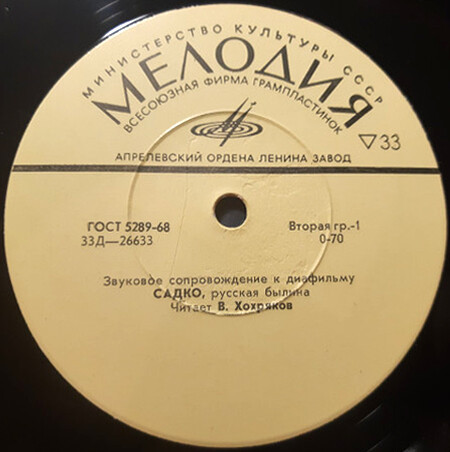 МИНИСТЕРСТВО КУЛЬТУРЫ СССР
МЕЛОДИЯ
ВСЕСОЮЗНАЯ ФИРМА ГРАМПЛАСТИНОК
▽33
АПРЕЛЕВСКИЙ ОРДЕНА ЛЕНИНА ЗАВОД
ГОСТ 5289-68 Вторая гр.-1
33Д—26633 0-70
Звуковое сопровождение к диафильму
САДКО, русская былина
Читает В. Хохряков